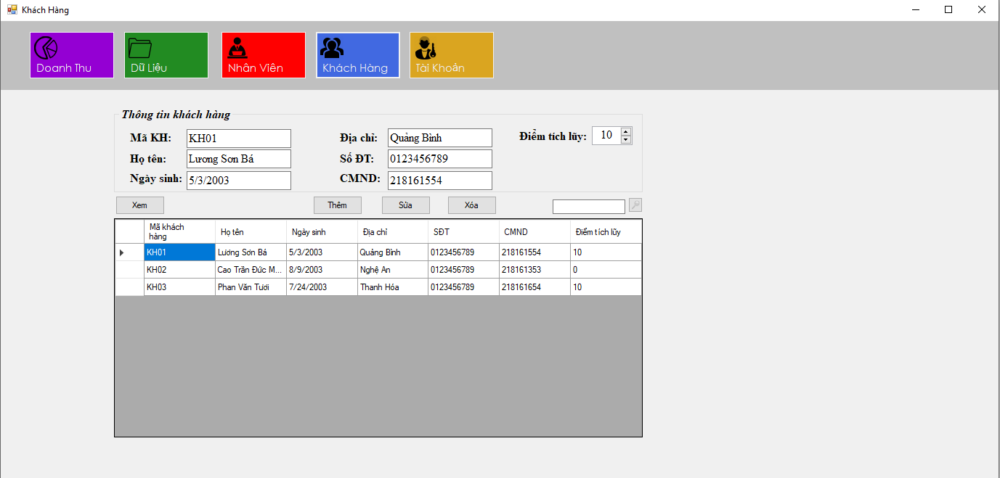 Khách Hàng
Doanh Thu
Dữ Liệu
Nhân Viên
Khách Hàng
Tài Khoản
Thông tin khách hàng
Mã KH: KH01 Địa chỉ: Quảng Bình Điểm tích lũy: 10
Họ tên: Lương Sơn Bá Số ĐT: 0123456789
Ngày sinh: 5/3/2003 CMND: 218161554
Xem Thêm Sửa Xóa
Mã khách hàng Họ tên Ngày sinh Địa chỉ SĐT CMND Điểm tích lũy
KH01 Lương Sơn Bá 5/3/2003 Quảng Bình 0123456789 218161554 10
KH02 Cao Trần Đức M... 8/9/2003 Nghệ An 0123456789 218161353 0
KH03 Phan Văn Tươi 7/24/2003 Thanh Hóa 0123456789 218161654 10